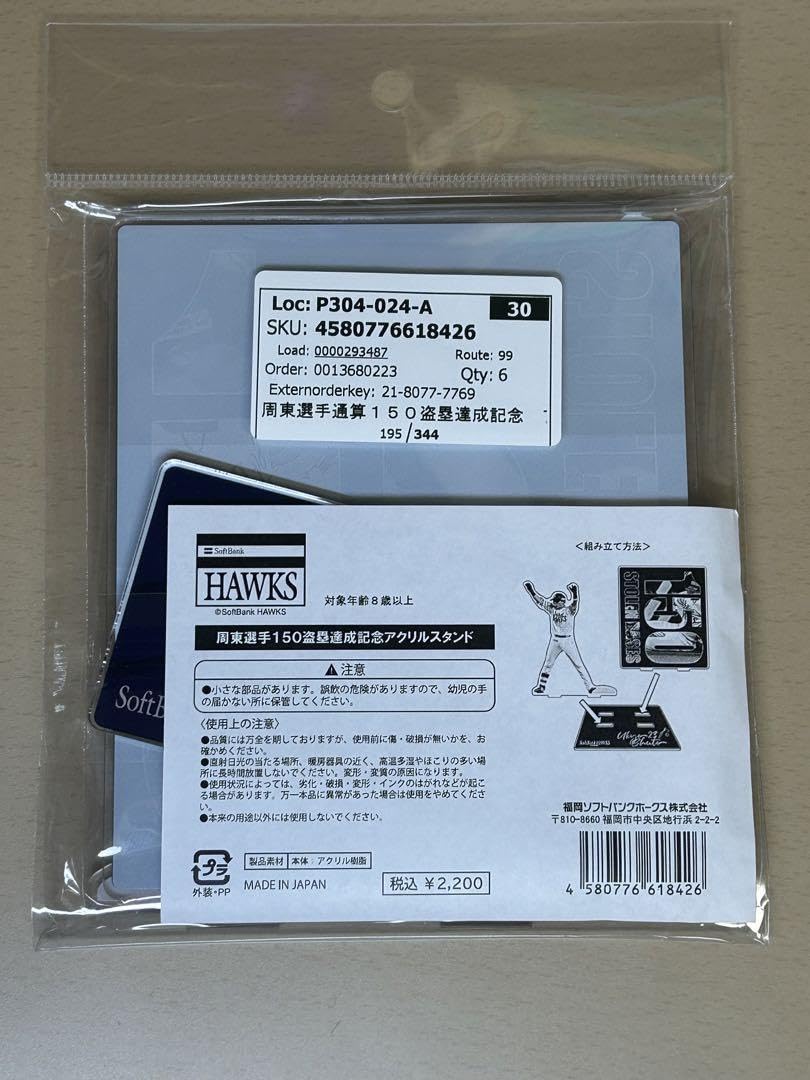 Loc: P304-024-A 30
SKU: 4580776618426
Load: 0000293487 Route: 99
Order: 0013680223 Qty: 6
Externorderkey: 21-8077-7769
周東選手通算１５０盗塁達成記念
195/344
SoftB
SoftBank
HAWKS
©SoftBank HAWKS
対象年齢8歳以上
周東選手150盗塁達成記念アクリルスタンド
⚠注意
●小さな部品があります。誤飲の危険がありますので、幼児の手
の届かない所に保管してください。
〈使用上の注意〉
●品質には万全を期しておりますが、使用前に傷・破損が無いかを、お
確かめください。
●直射日光の当たる場所、暖房器具の近く、高温多湿やほこりの多い場
所に長時間放置しないでください。変形・変質の原因になります。
●使用状況によっては、劣化・破損・変形・インクのはがれなどが起こ
る場合があります。万一本品に異常があった場合は使用をやめてくだ
さい。
●本来の用途以外には使用しないでください。
プラ
外装・PP
製品素材 本体：アクリル樹脂
MADE IN JAPAN
税込 ¥2,200
＜組み立て方法＞
STOLEN BASES
150
SoftBank HAWKS
福岡ソフトバンクホークス株式会社
〒810-8660 福岡市中央区地行浜 2-2-2
4 580776 618426